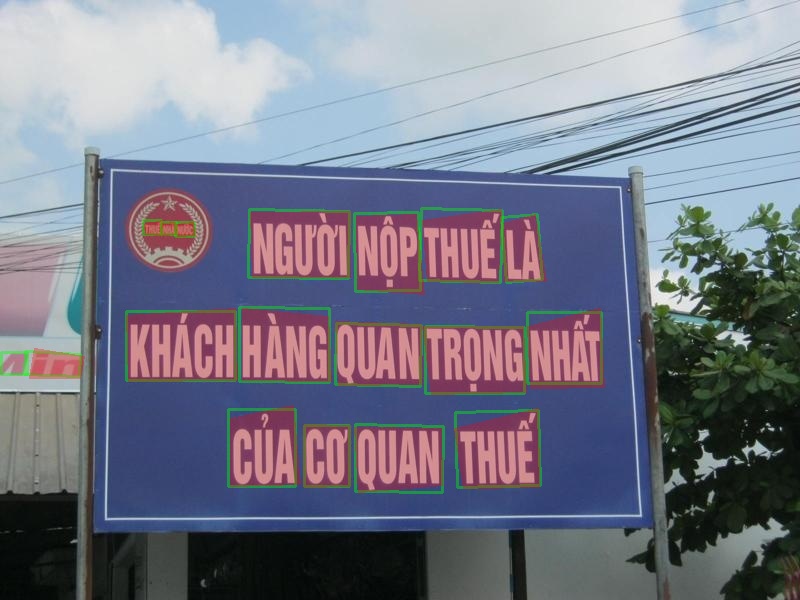 THUẾ NHÀ NƯỚC
NGƯỜI NỘP THUẾ LÀ
KHÁCH HÀNG QUAN TRỌNG NHẤT
CỦA CƠ QUAN THUẾ